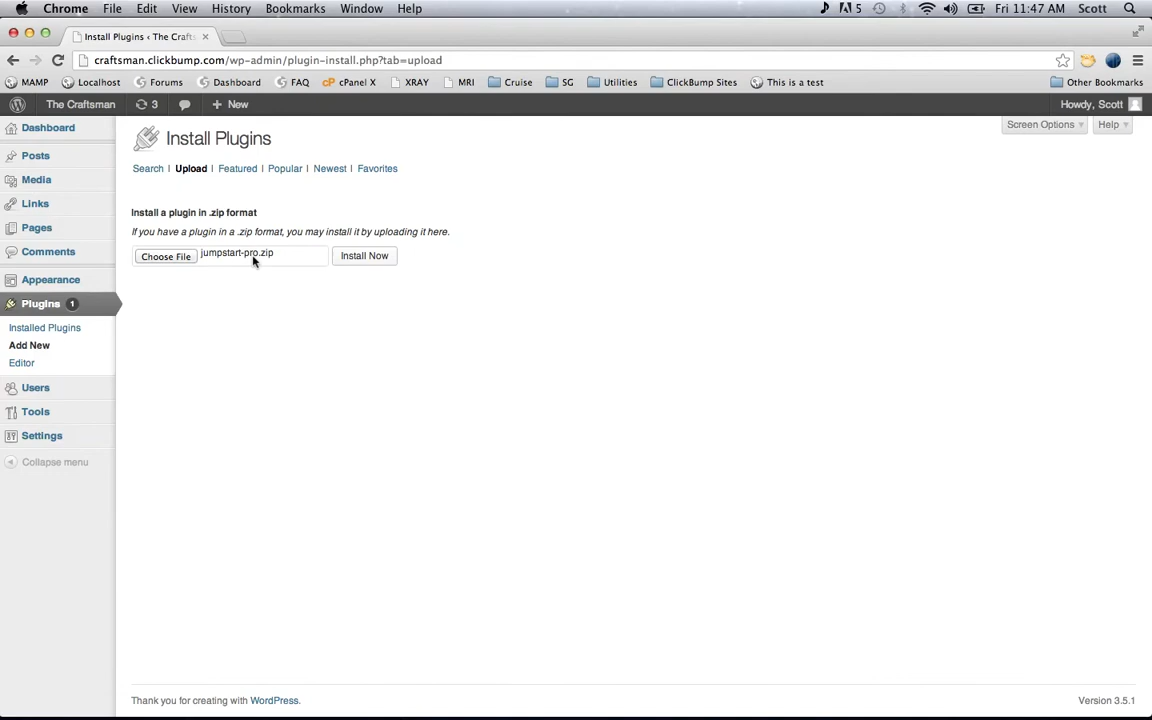 Chrome File Edit View History Bookmarks Window Help 5 Fri 11:47 AM Scott
Install Plugins ‹ The Crafts
craftsman.clickbump.com/wp-admin/plugin-install.php?tab=upload
MAMP Localhost Forums Dashboard FAQ cP cPanel X XRAY MRI Cruise SG Utilities ClickBump Sites This is a test Other Bookmarks
The Craftsman 3 + New Howdy, Scott
Dashboard
Posts
Media
Links
Pages
Comments
Appearance
Plugins 1
Installed Plugins
Add New
Editor
Users
Tools
Settings
Collapse menu
Install Plugins
Screen Options Help
Search | Upload | Featured | Popular | Newest | Favorites
Install a plugin in .zip format
If you have a plugin in a .zip format, you may install it by uploading it here.
Choose File jumpstart-pro.zip Install Now
Thank you for creating with WordPress. Version 3.5.1